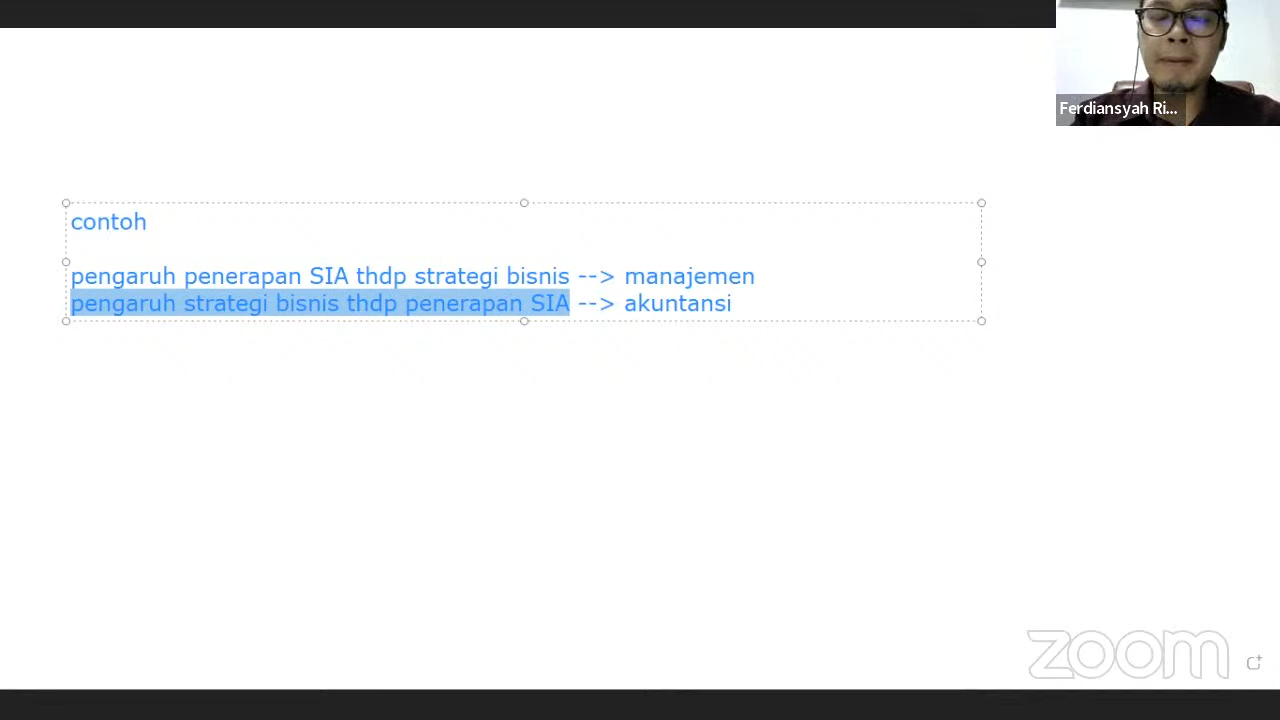 Ferdiansyah Ri...
contoh
pengaruh penerapan SIA thdp strategi bisnis --> manajemen
pengaruh strategi bisnis thdp penerapan SIA --> akuntansi
zoom